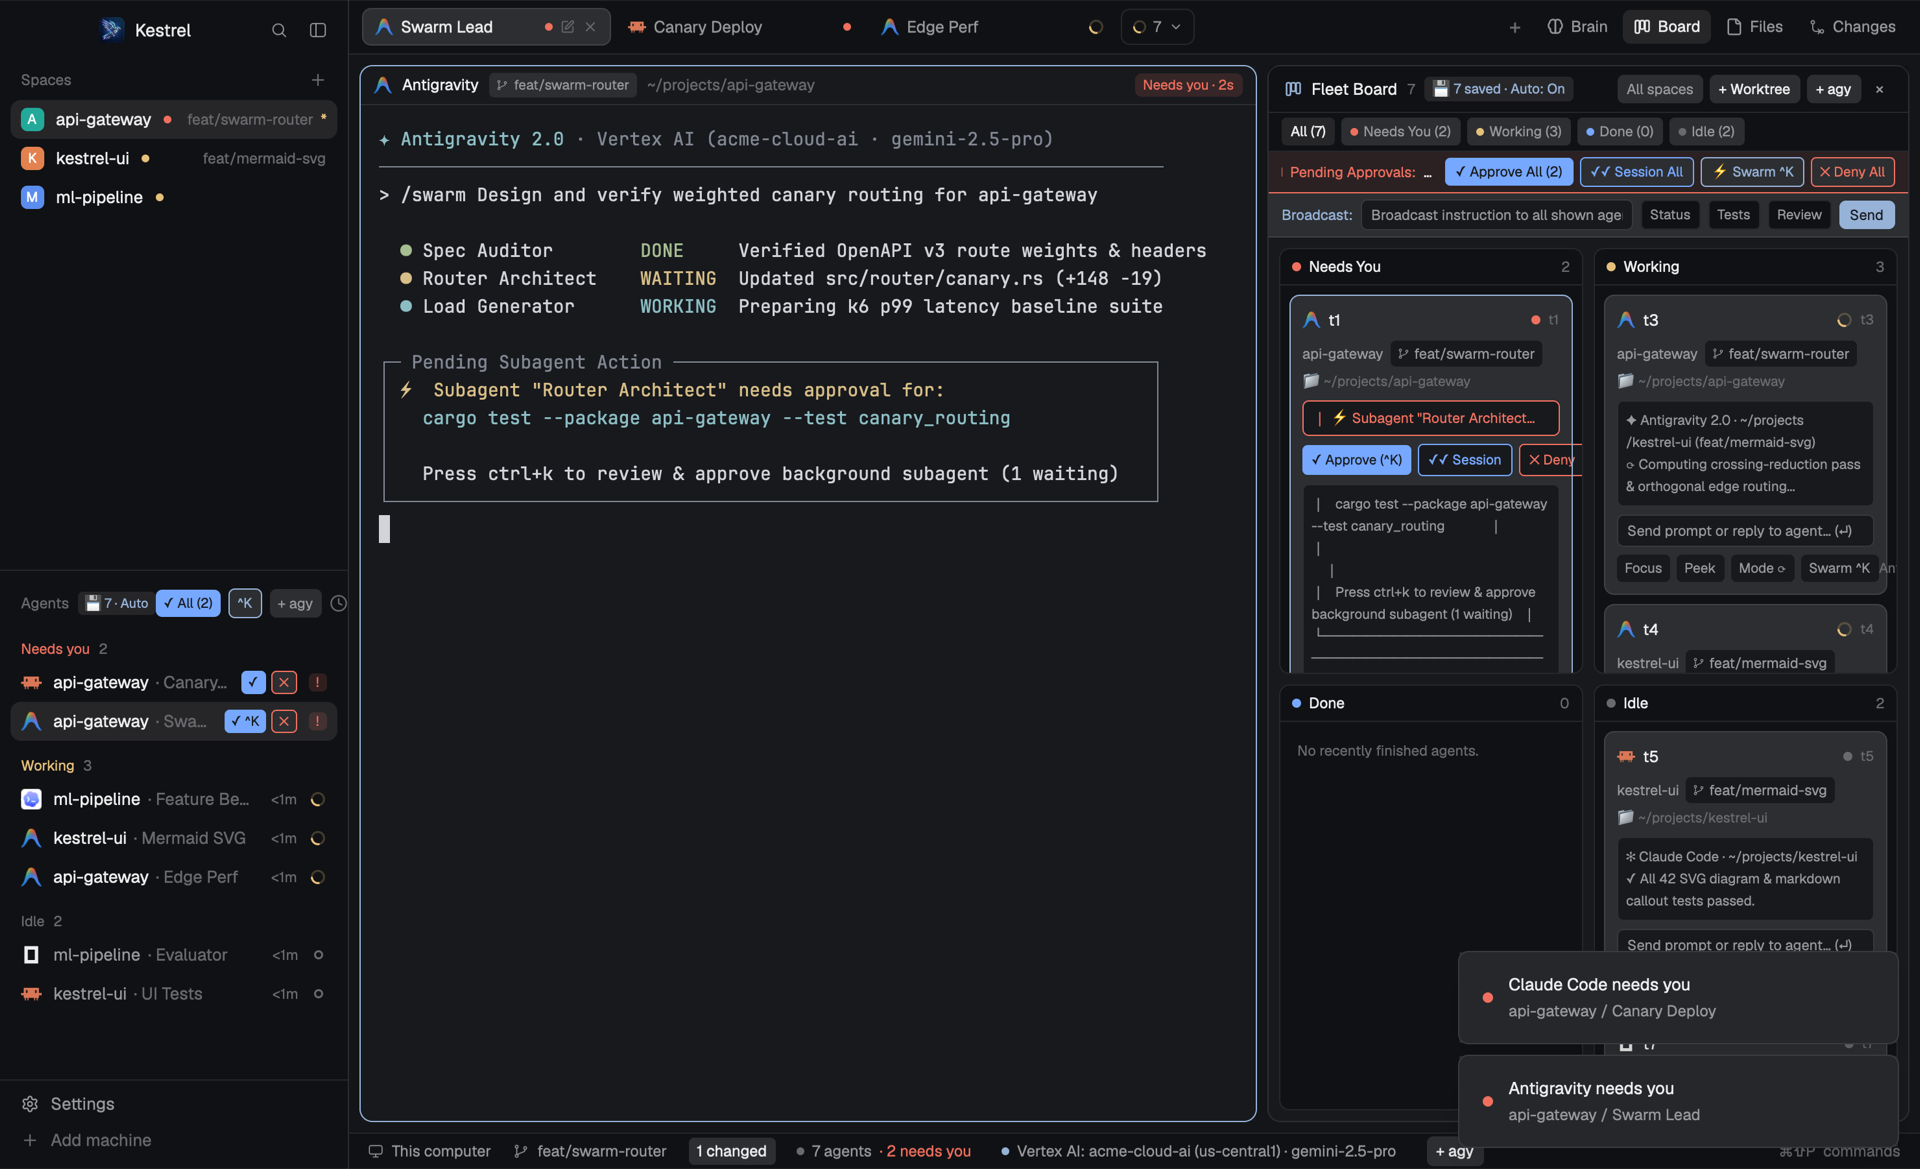 Kestrel
Spaces
A api-gateway feat/swarm-router *
K kestrel-ui feat/mermaid-svg
M ml-pipeline
Agents 7 · Auto ✓ All (2) ^K + agy
Needs you 2
api-gateway · Canary... ✓ ✕ !
api-gateway · Swa... ✓ ^K ✕ !
Working 3
ml-pipeline · Feature Be... <1m
kestrel-ui · Mermaid SVG <1m
api-gateway · Edge Perf <1m
Idle 2
ml-pipeline · Evaluator <1m
kestrel-ui · UI Tests <1m
Settings
+ Add machine
Swarm Lead
Canary Deploy
Edge Perf
7
+ Brain Board Files Changes
Antigravity feat/swarm-router ~/projects/api-gateway Needs you · 2s
✦ Antigravity 2.0 · Vertex AI (acme-cloud-ai · gemini-2.5-pro)
> /swarm Design and verify weighted canary routing for api-gateway
● Spec Auditor DONE Verified OpenAPI v3 route weights & headers
● Router Architect WAITING Updated src/router/canary.rs (+148 -19)
● Load Generator WORKING Preparing k6 p99 latency baseline suite
Pending Subagent Action
⚡ Subagent "Router Architect" needs approval for:
cargo test --package api-gateway --test canary_routing
Press ctrl+k to review & approve background subagent (1 waiting)
Fleet Board 7 7 saved · Auto: On All spaces + Worktree + agy ×
All (7) Needs You (2) Working (3) Done (0) Idle (2)
Pending Approvals: ... ✓ Approve All (2) ✓✓ Session All ⚡ Swarm ^K ✕ Deny All
Broadcast: Broadcast instruction to all shown age Status Tests Review Send
Needs You 2
t1 t1
api-gateway feat/swarm-router
~/projects/api-gateway
| ⚡ Subagent "Router Architect...
✓ Approve (^K) ✓✓ Session ✕ Deny
| cargo test --package api-gateway
--test canary_routing |
|
|
| Press ctrl+k to review & approve
background subagent (1 waiting) |
Working 3
t3 t3
api-gateway feat/swarm-router
~/projects/api-gateway
✦ Antigravity 2.0 · ~/projects
/kestrel-ui (feat/mermaid-svg)
⟳ Computing crossing-reduction pass
& orthogonal edge routing...
Send prompt or reply to agent... (↵)
Focus Peek Mode ⟳ Swarm ^K
t4 t4
kestrel-ui feat/mermaid-svg
Done 0
No recently finished agents.
Idle 2
t5 t5
kestrel-ui feat/mermaid-svg
~/projects/kestrel-ui
✻ Claude Code · ~/projects/kestrel-ui
✓ All 42 SVG diagram & markdown
callout tests passed.
Send prompt or reply to agent... (↵)
Claude Code needs you
api-gateway / Canary Deploy
Antigravity needs you
api-gateway / Swarm Lead
This computer feat/swarm-router 1 changed 7 agents · 2 needs you Vertex AI: acme-cloud-ai (us-central1) · gemini-2.5-pro + agy commands